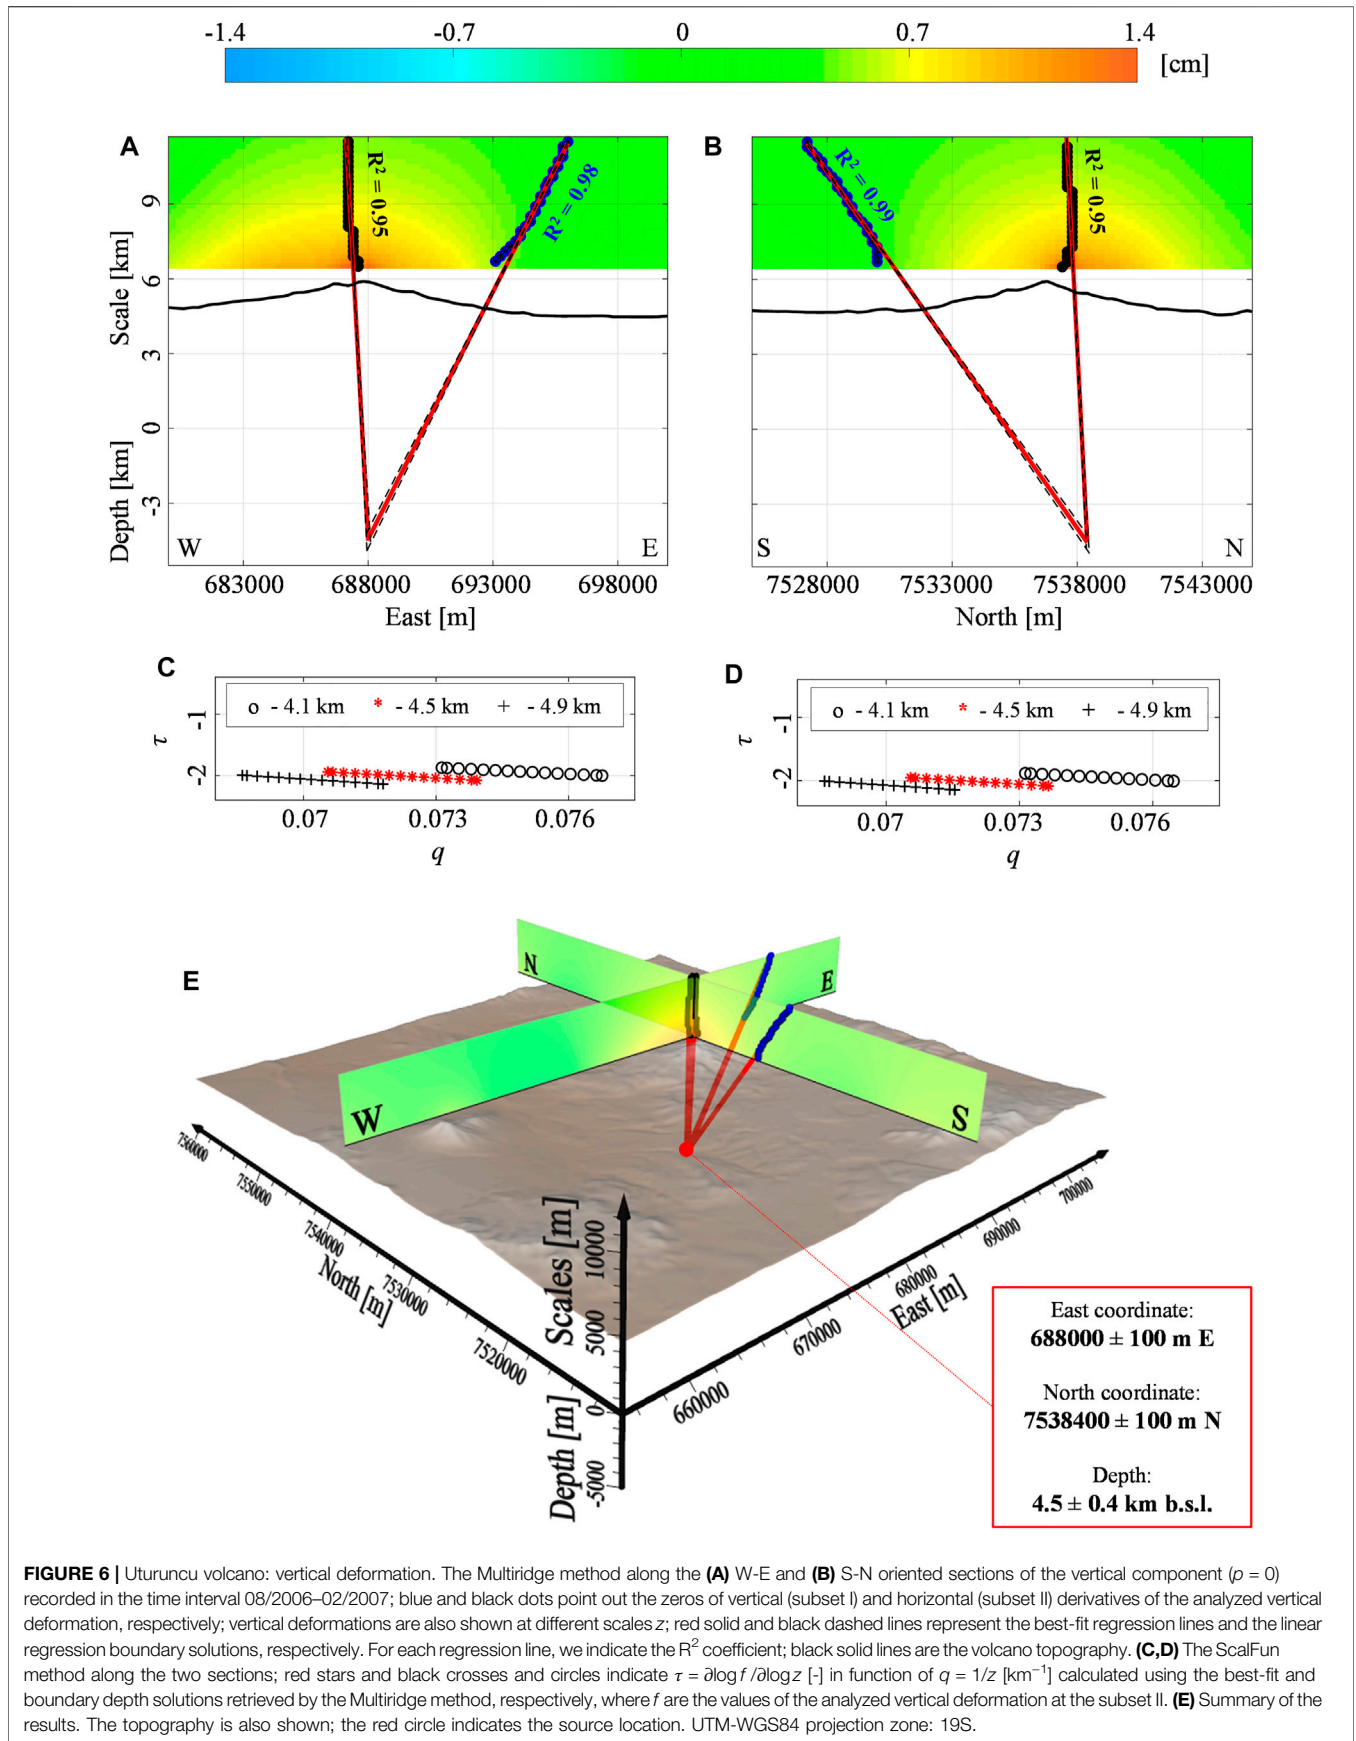 -1.4 -0.7 0 0.7 1.4
[cm]
A
R² = 0.95
R² = 0.98
9
6
3
0
-3
Scale [km]
Depth [km]
W E
683000 688000 693000 698000
East [m]
B
R² = 0.99
R² = 0.95
S N
7528000 7533000 7538000 7543000
North [m]
C
o - 4.1 km * - 4.5 km + - 4.9 km
-1
-2
τ
0.07 0.073 0.076
q
D
o - 4.1 km * - 4.5 km + - 4.9 km
-1
-2
τ
0.07 0.073 0.076
q
E
N
E
W
S
7560000
7550000
7540000
7530000
7520000
North [m]
Scales [m]
10000
5000
0
-5000
Depth [m]
660000
670000
680000
690000
700000
East [m]
East coordinate:
688000 ± 100 m E
North coordinate:
7538400 ± 100 m N
Depth:
4.5 ± 0.4 km b.s.l.
FIGURE 6 | Uturuncu volcano: vertical deformation. The Multiridge method along the (A) W-E and (B) S-N oriented sections of the vertical component (p = 0)
recorded in the time interval 08/2006–02/2007; blue and black dots point out the zeros of vertical (subset I) and horizontal (subset II) derivatives of the analyzed vertical
deformation, respectively; vertical deformations are also shown at different scales z; red solid and black dashed lines represent the best-fit regression lines and the linear
regression boundary solutions, respectively. For each regression line, we indicate the R² coefficient; black solid lines are the volcano topography. (C,D) The ScalFun
method along the two sections; red stars and black crosses and circles indicate τ = ∂log f /∂log z [-] in function of q = 1/z [km⁻¹] calculated using the best-fit and
boundary depth solutions retrieved by the Multiridge method, respectively, where f are the values of the analyzed vertical deformation at the subset II. (E) Summary of the
results. The topography is also shown; the red circle indicates the source location. UTM-WGS84 projection zone: 19S.